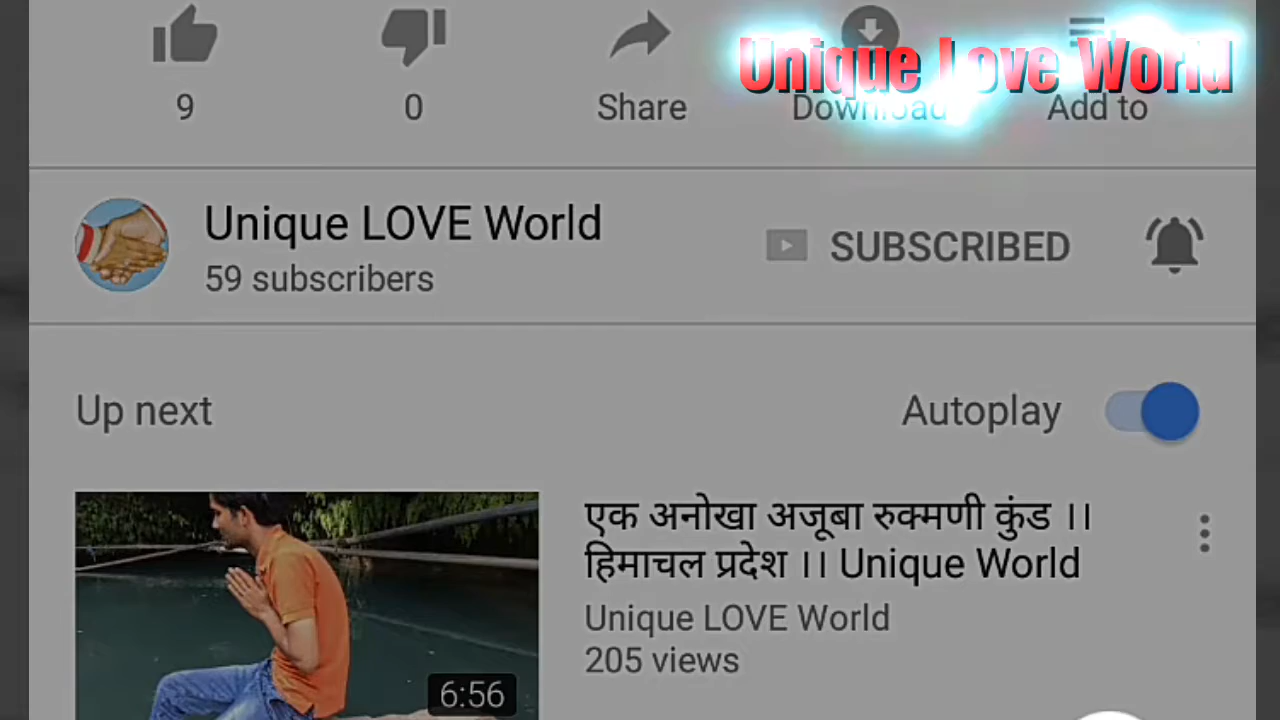 Unique Love World
9
0
Share
Download
Add to
Unique LOVE World
59 subscribers
SUBSCRIBED
Up next
Autoplay
एक अनोखा अजूबा रुक्मणी कुंड ।।
हिमाचल प्रदेश ।। Unique World
Unique LOVE World
205 views
6:56